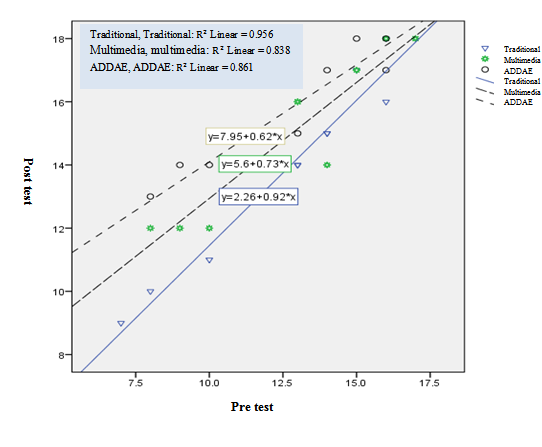 Traditional, Traditional: R² Linear = 0.956
Multimedia, multimedia: R² Linear = 0.838
ADDAE, ADDAE: R² Linear = 0.861
Traditional
Multimedia
ADDAE
Traditional
Multimedia
ADDAE
18
16
14
12
10
8
Post test
y=7.95+0.62*x
y=5.6+0.73*x
y=2.26+0.92*x
7.5
10.0
12.5
15.0
17.5
Pre test